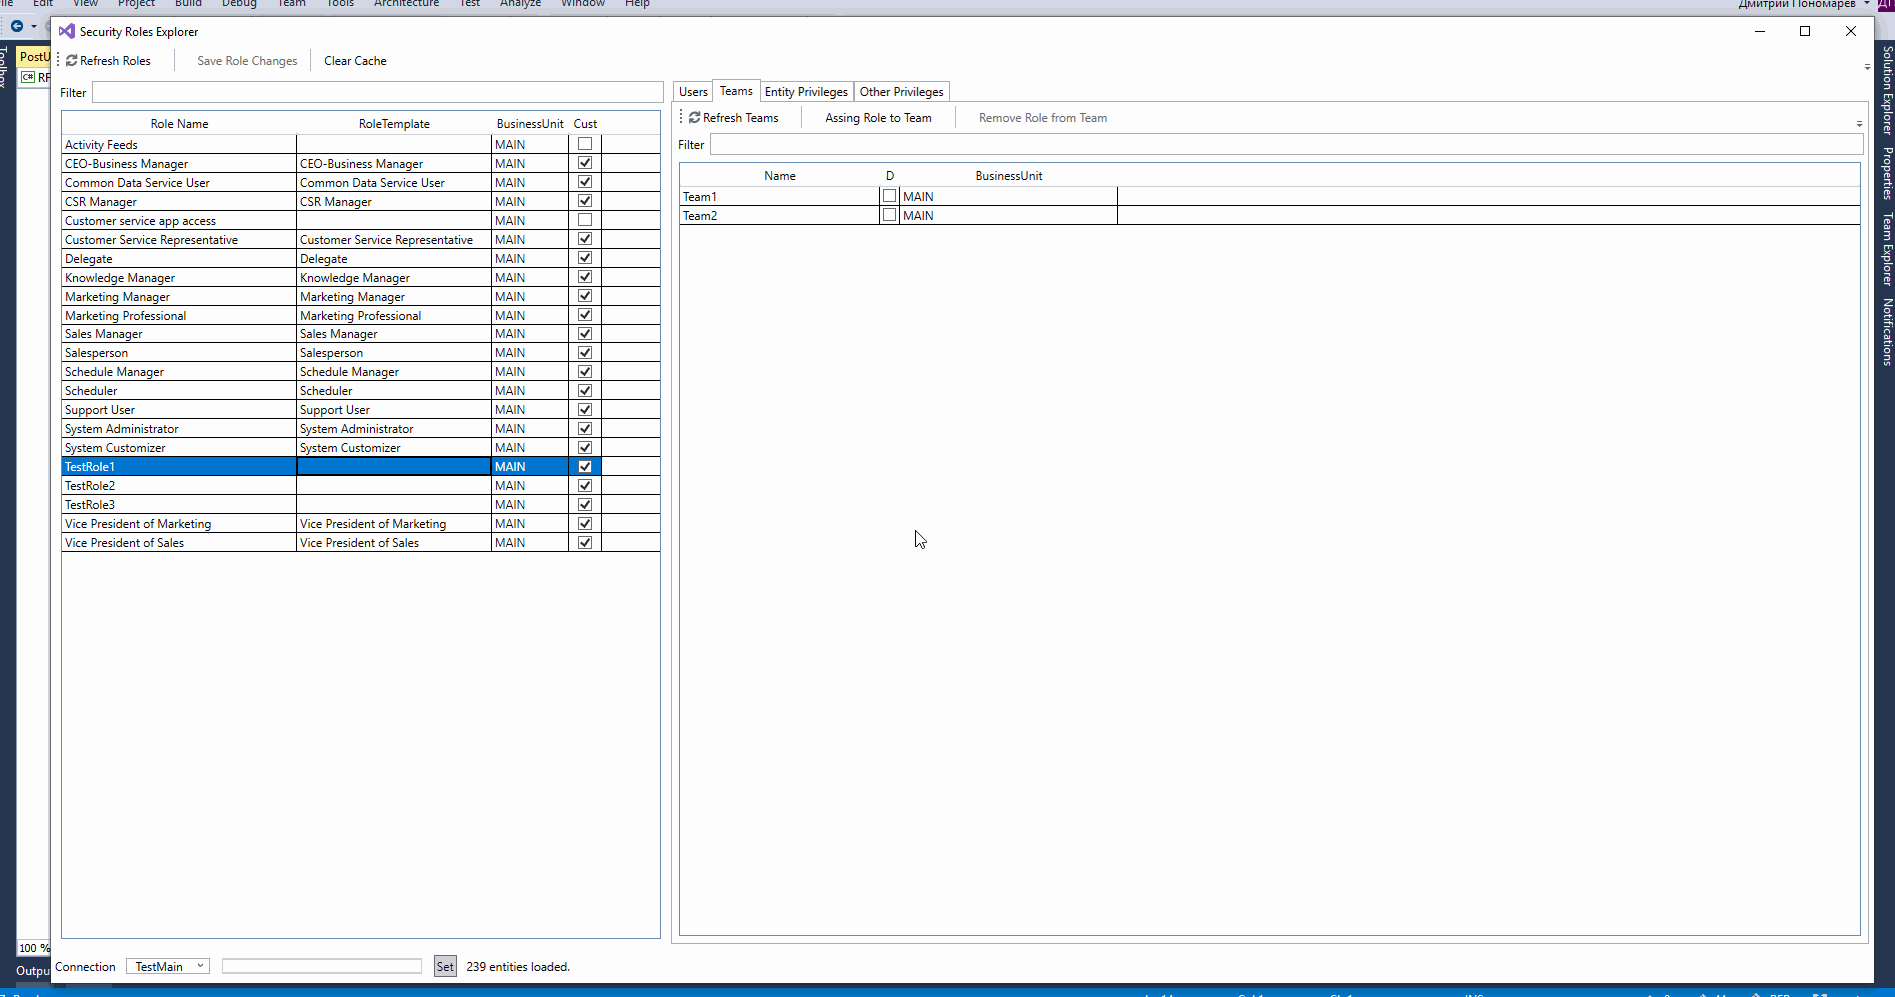 File Edit View Project Build Debug Team Tools Architecture Test Analyze Window Help
Дмитрий Пономарев ДП
Security Roles Explorer
Toolbox
PostU
C# RF
Refresh Roles Save Role Changes Clear Cache
Filter
Role Name RoleTemplate BusinessUnit Cust
Activity Feeds MAIN
CEO-Business Manager CEO-Business Manager MAIN
Common Data Service User Common Data Service User MAIN
CSR Manager CSR Manager MAIN
Customer service app access MAIN
Customer Service Representative Customer Service Representative MAIN
Delegate Delegate MAIN
Knowledge Manager Knowledge Manager MAIN
Marketing Manager Marketing Manager MAIN
Marketing Professional Marketing Professional MAIN
Sales Manager Sales Manager MAIN
Salesperson Salesperson MAIN
Schedule Manager Schedule Manager MAIN
Scheduler Scheduler MAIN
Support User Support User MAIN
System Administrator System Administrator MAIN
System Customizer System Customizer MAIN
TestRole1 MAIN
TestRole2 MAIN
TestRole3 MAIN
Vice President of Marketing Vice President of Marketing MAIN
Vice President of Sales Vice President of Sales MAIN
Users Teams Entity Privileges Other Privileges
Refresh Teams Assing Role to Team Remove Role from Team
Filter
Name D BusinessUnit
Team1 MAIN
Team2 MAIN
Solution Explorer
Properties
Team Explorer
Notifications
100 %
Outpu
Connection TestMain Set 239 entities loaded.